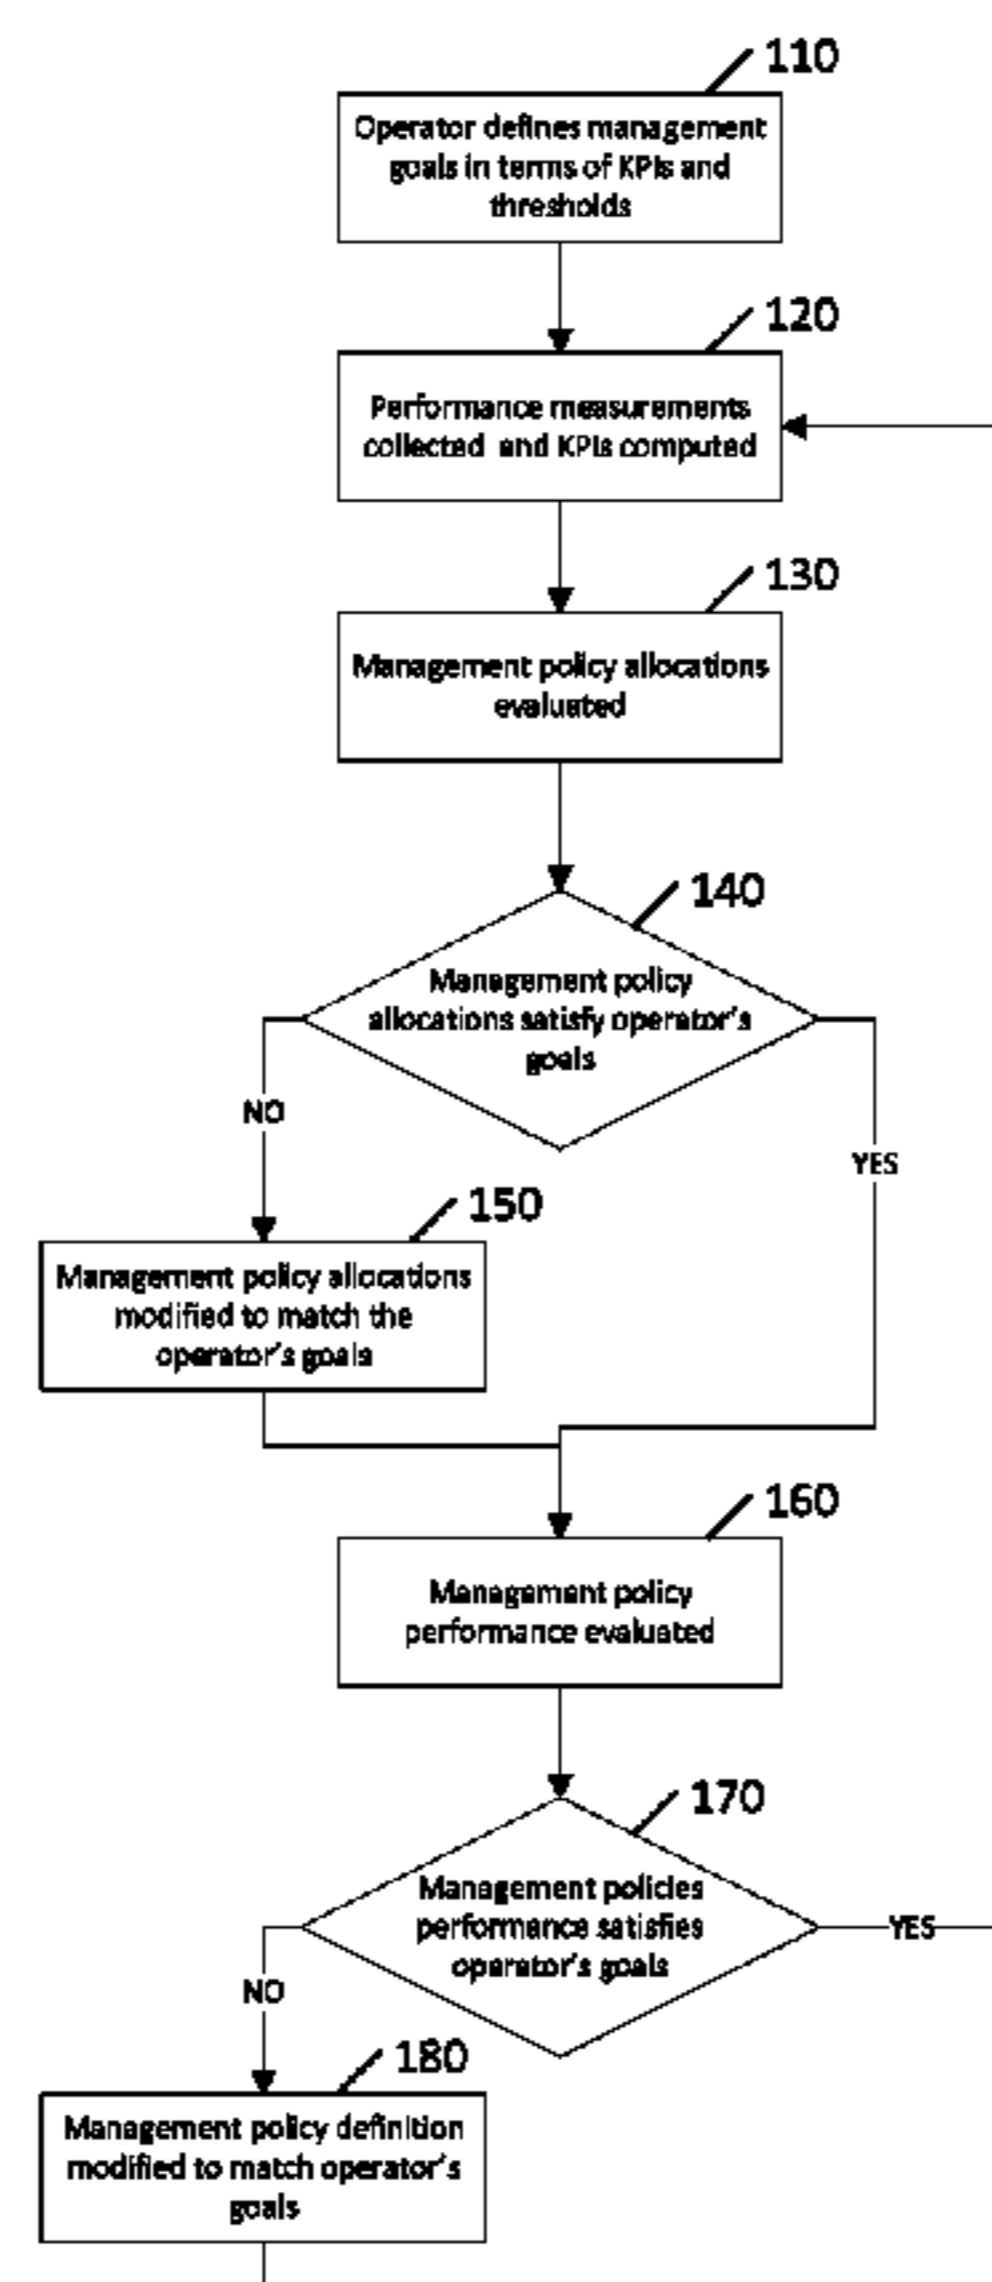 110
Operator defines management
goals in terms of KPIs and
thresholds
120
Performance measurements
collected and KPIs computed
130
Management policy allocations
evaluated
140
Management policy
allocations satisfy operator's
goals
NO
YES
150
Management policy allocations
modified to match the
operator's goals
160
Management policy
performance evaluated
170
Management policies
performance satisfies
operator's goals
YES
NO
180
Management policy definition
modified to match operator's
goals